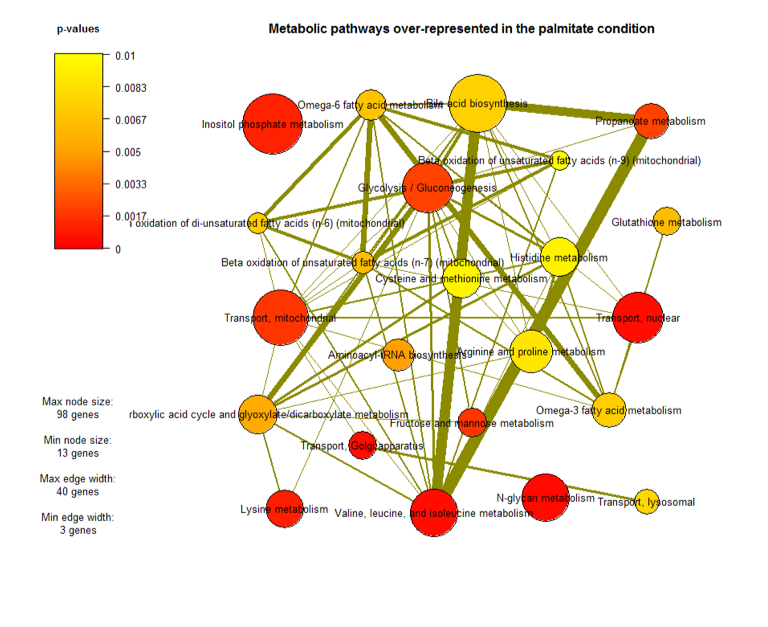 p-values
Metabolic pathways over-represented in the palmitate condition
0.01
0.0083
0.0067
0.005
0.0033
0.0017
0
Omega-6 fatty acid metabolism
Bile acid biosynthesis
Inositol phosphate metabolism
Propanoate metabolism
Beta oxidation of unsaturated fatty acids (n-9) (mitochondrial)
Glycolysis / Gluconeogenesis
oxidation of di-unsaturated fatty acids (n-6) (mitochondrial)
Glutathione metabolism
Beta oxidation of unsaturated fatty acids (n-7) (mitochondrial)
Histidine metabolism
Cysteine and methionine metabolism
Transport, mitochondrial
Transport, nuclear
Aminoacyl-tRNA biosynthesis
Arginine and proline metabolism
Omega-3 fatty acid metabolism
rboxylic acid cycle and glyoxylate/dicarboxylate metabolism
Fructose and mannose metabolism
Transport, Golgi apparatus
N-glycan metabolism
Transport, lysosomal
Lysine metabolism
Valine, leucine, and isoleucine metabolism
Max node size:
98 genes
Min node size:
13 genes
Max edge width:
40 genes
Min edge width:
3 genes